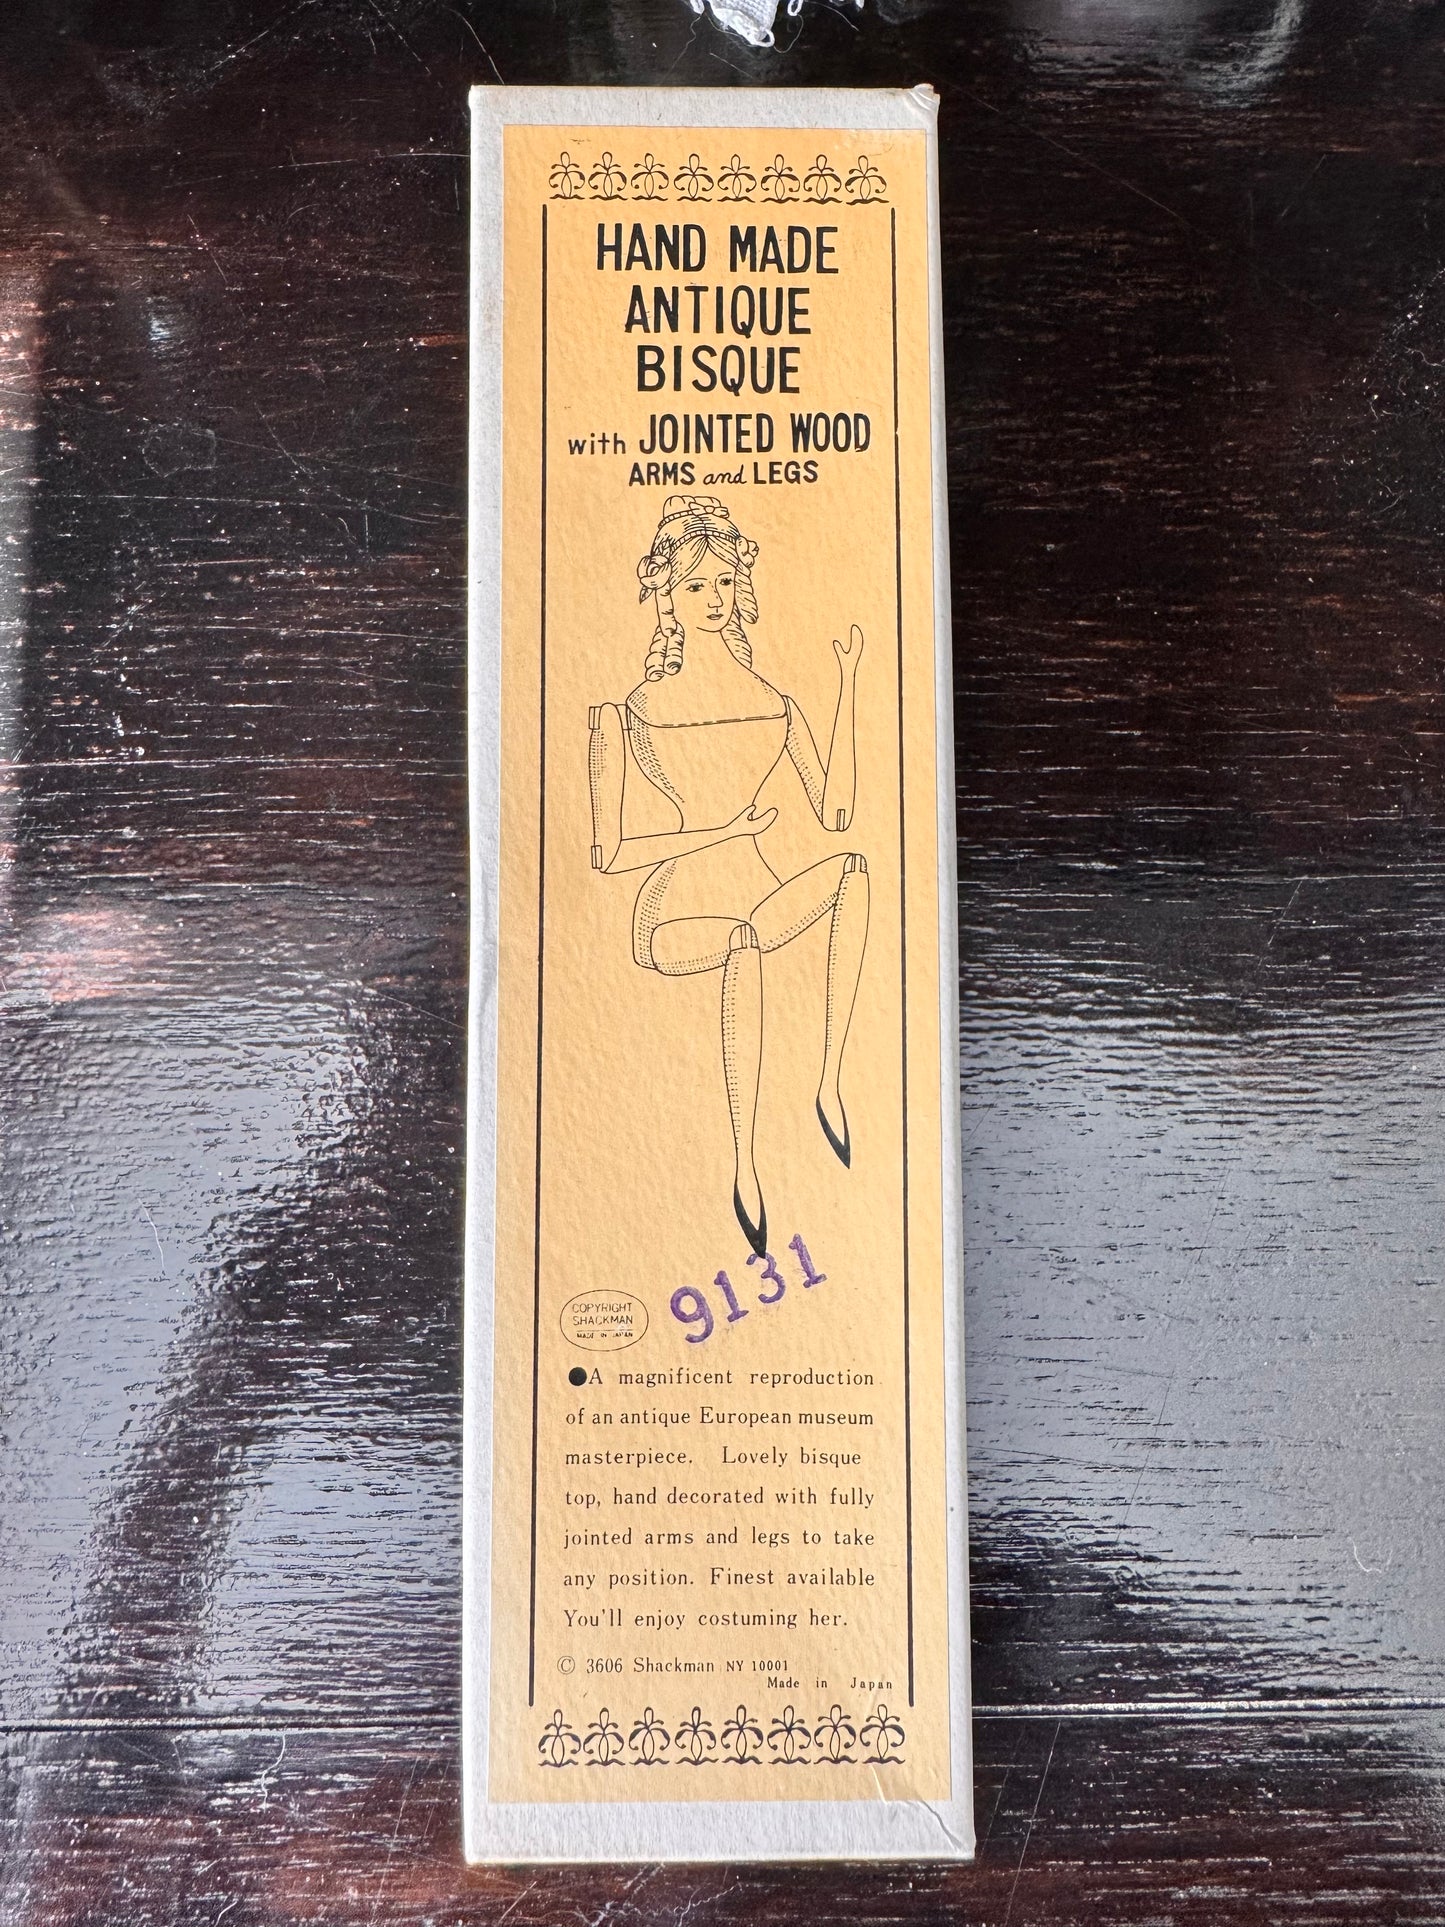 HAND MADE
ANTIQUE
BISQUE
with JOINTED WOOD
ARMS and LEGS
9131
COPYRIGHT
SHACKMAN
MADE IN JAPAN
●A magnificent reproduction
of an antique European museum
masterpiece. Lovely bisque
top, hand decorated with fully
jointed arms and legs to take
any position. Finest available
You'll enjoy costuming her.
© 3606 Shackman NY 10001
Made in Japan